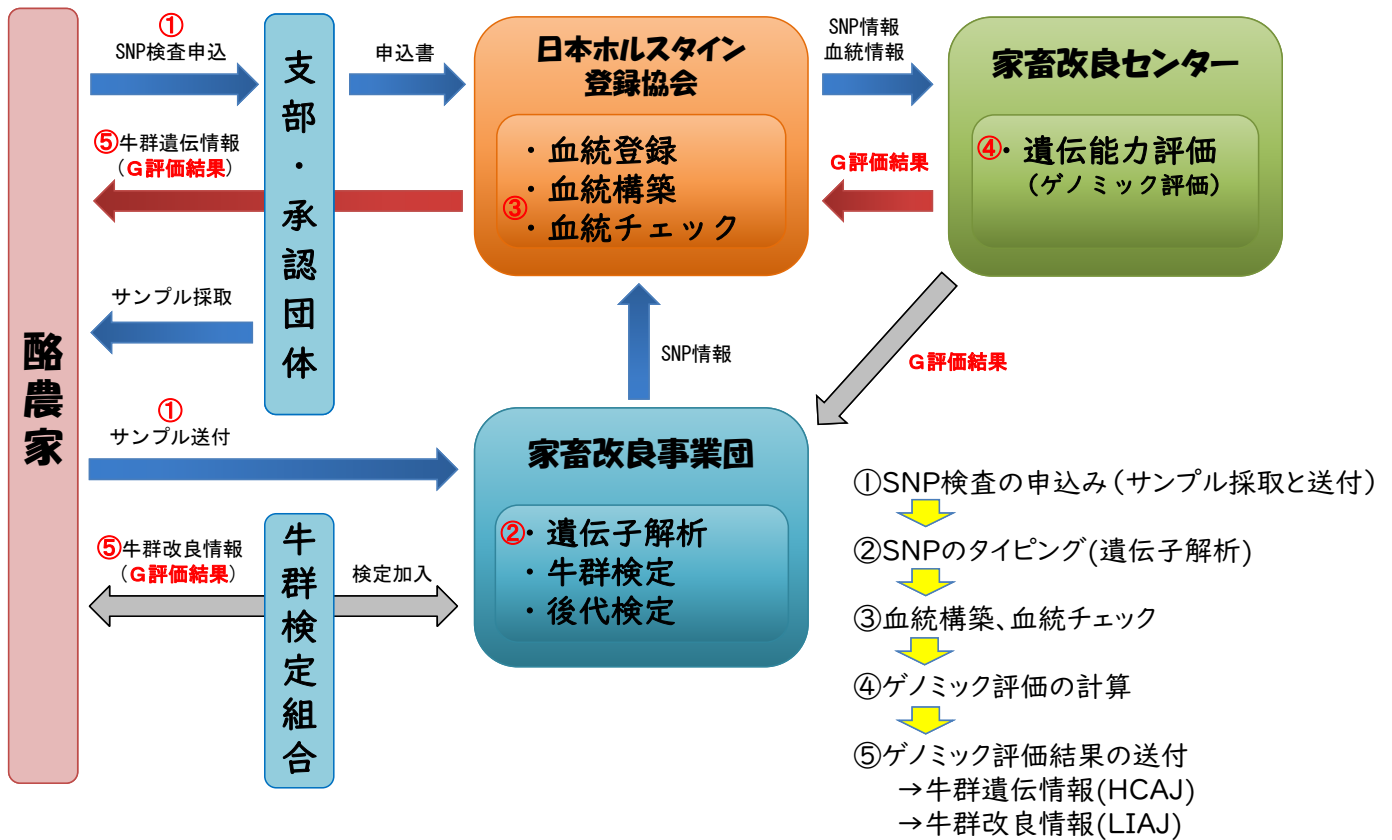 ①
SNP検査申込
申込書
⑤牛群遺伝情報
（G評価結果）
サンプル採取
支部・承認団体
日本ホルスタイン
登録協会
・血統登録
・血統構築
③
・血統チェック
SNP情報
血統情報
家畜改良センター
④・遺伝能力評価
（ゲノミック評価）
G評価結果
G評価結果
SNP情報
酪農家
①
サンプル送付
⑤牛群改良情報
（G評価結果）
検定加入
牛群検定組合
家畜改良事業団
②・遺伝子解析
・牛群検定
・後代検定
①SNP検査の申込み（サンプル採取と送付）
②SNPのタイピング(遺伝子解析)
③血統構築、血統チェック
④ゲノミック評価の計算
⑤ゲノミック評価結果の送付
→牛群遺伝情報(HCAJ)
→牛群改良情報(LIAJ)